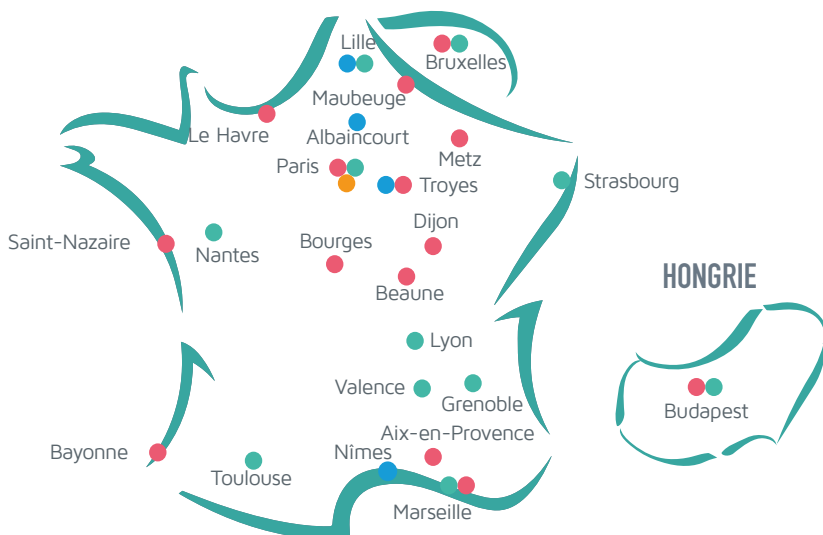 Lille
Bruxelles
Maubeuge
Le Havre
Albaincourt
Metz
Paris
Troyes
Strasbourg
Saint-Nazaire
Nantes
Bourges
Dijon
Beaune
HONGRIE
Lyon
Valence
Grenoble
Budapest
Aix-en-Provence
Bayonne
Nîmes
Toulouse
Marseille